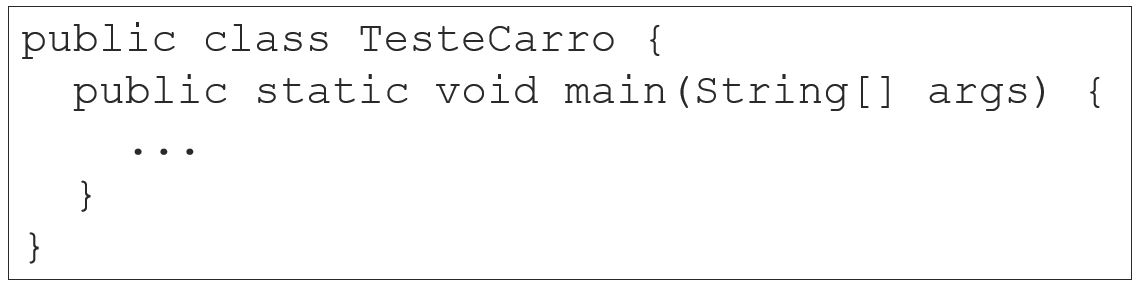 public class TesteCarro {
  public static void main(String[] args) {
    ...
  }
}